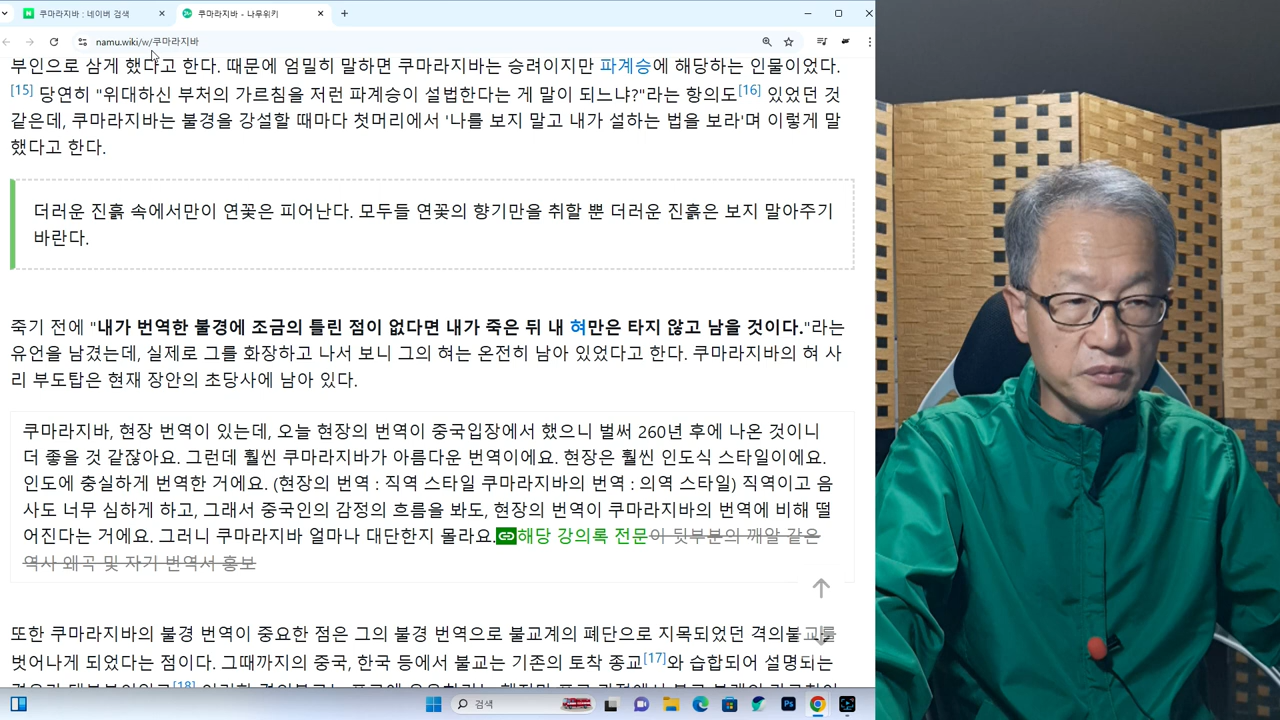 쿠마라지바 : 네이버 검색
쿠마라지바 - 나무위키
namu.wiki/w/쿠마라지바
부인으로 삼게 했다고 한다. 때문에 엄밀히 말하면 쿠마라지바는 승려이지만 파계승에 해당하는 인물이었다.
[15] 당연히 "위대하신 부처의 가르침을 저런 파계승이 설법한다는 게 말이 되느냐?"라는 항의도[16] 있었던 것
같은데, 쿠마라지바는 불경을 강설할 때마다 첫머리에서 '나를 보지 말고 내가 설하는 법을 보라'며 이렇게 말
했다고 한다.
더러운 진흙 속에서만이 연꽃은 피어난다. 모두들 연꽃의 향기만을 취할 뿐 더러운 진흙은 보지 말아주기
바란다.
죽기 전에 "내가 번역한 불경에 조금의 틀린 점이 없다면 내가 죽은 뒤 내 혀만은 타지 않고 남을 것이다."라는
유언을 남겼는데, 실제로 그를 화장하고 나서 보니 그의 혀는 온전히 남아 있었다고 한다. 쿠마라지바의 혀 사
리 부도탑은 현재 장안의 초당사에 남아 있다.
쿠마라지바, 현장 번역이 있는데, 오늘 현장의 번역이 중국입장에서 했으니 벌써 260년 후에 나온 것이니
더 좋을 것 같잖아요. 그런데 훨씬 쿠마라지바가 아름다운 번역이에요. 현장은 훨씬 인도식 스타일이에요.
인도에 충실하게 번역한 거에요. (현장의 번역 : 직역 스타일 쿠마라지바의 번역 : 의역 스타일) 직역이고 음
사도 너무 심하게 하고, 그래서 중국인의 감정의 흐름을 봐도, 현장의 번역이 쿠마라지바의 번역에 비해 떨
어진다는 거에요. 그러니 쿠마라지바 얼마나 대단한지 몰라요.해당 강의록 전문이 뒷부분의 깨알 같은
역사 왜곡 및 자기 번역서 홍보
또한 쿠마라지바의 불경 번역이 중요한 점은 그의 불경 번역으로 불교계의 폐단으로 지목되었던 격의불교를
벗어나게 되었다는 점이다. 그때까지의 중국, 한국 등에서 불교는 기존의 토착 종교[17]와 습합되어 설명되는
[18]
검색